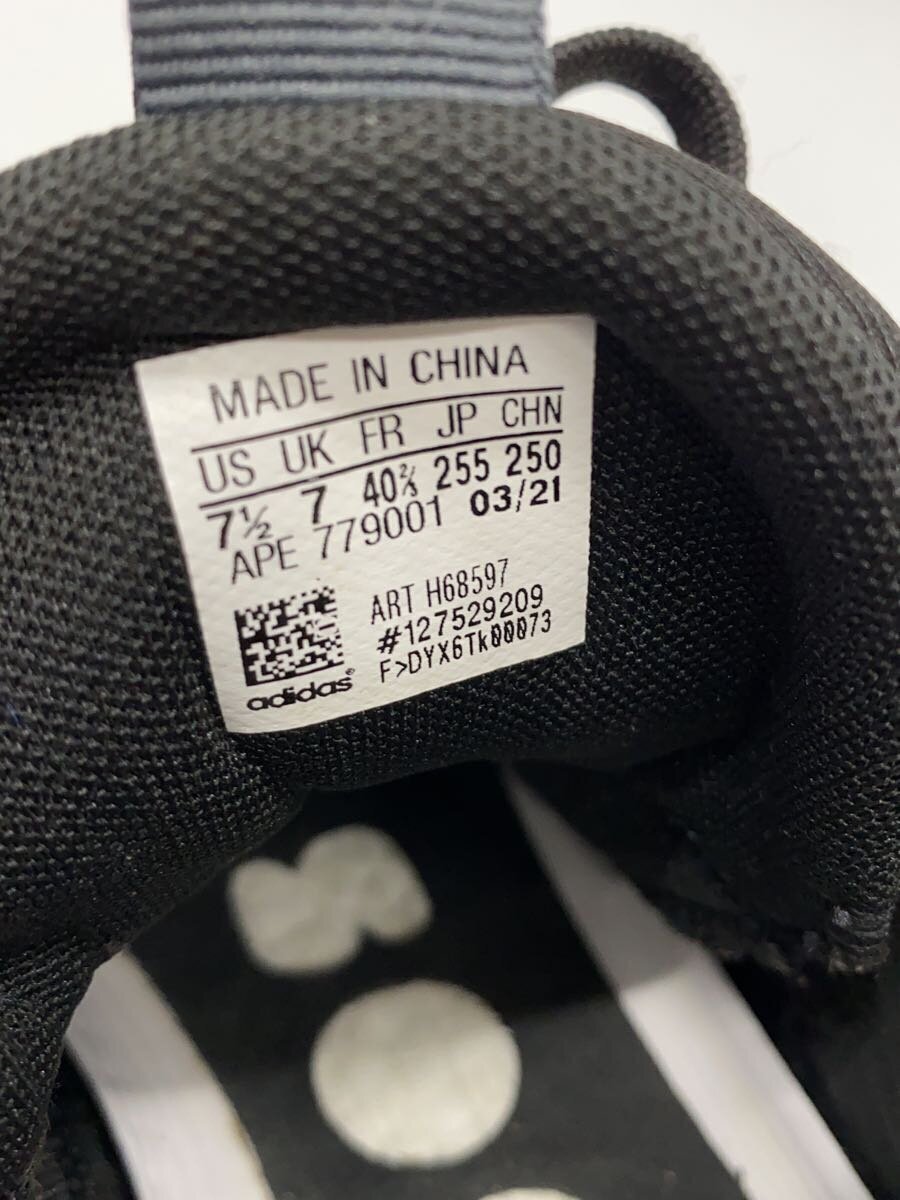 MADE IN CHINA
US UK FR JP CHN
7½ 7 40⅔ 255 250
APE 779001 03/21
ART H68597
#127529209
F>DYX6Tk00073
adidas®